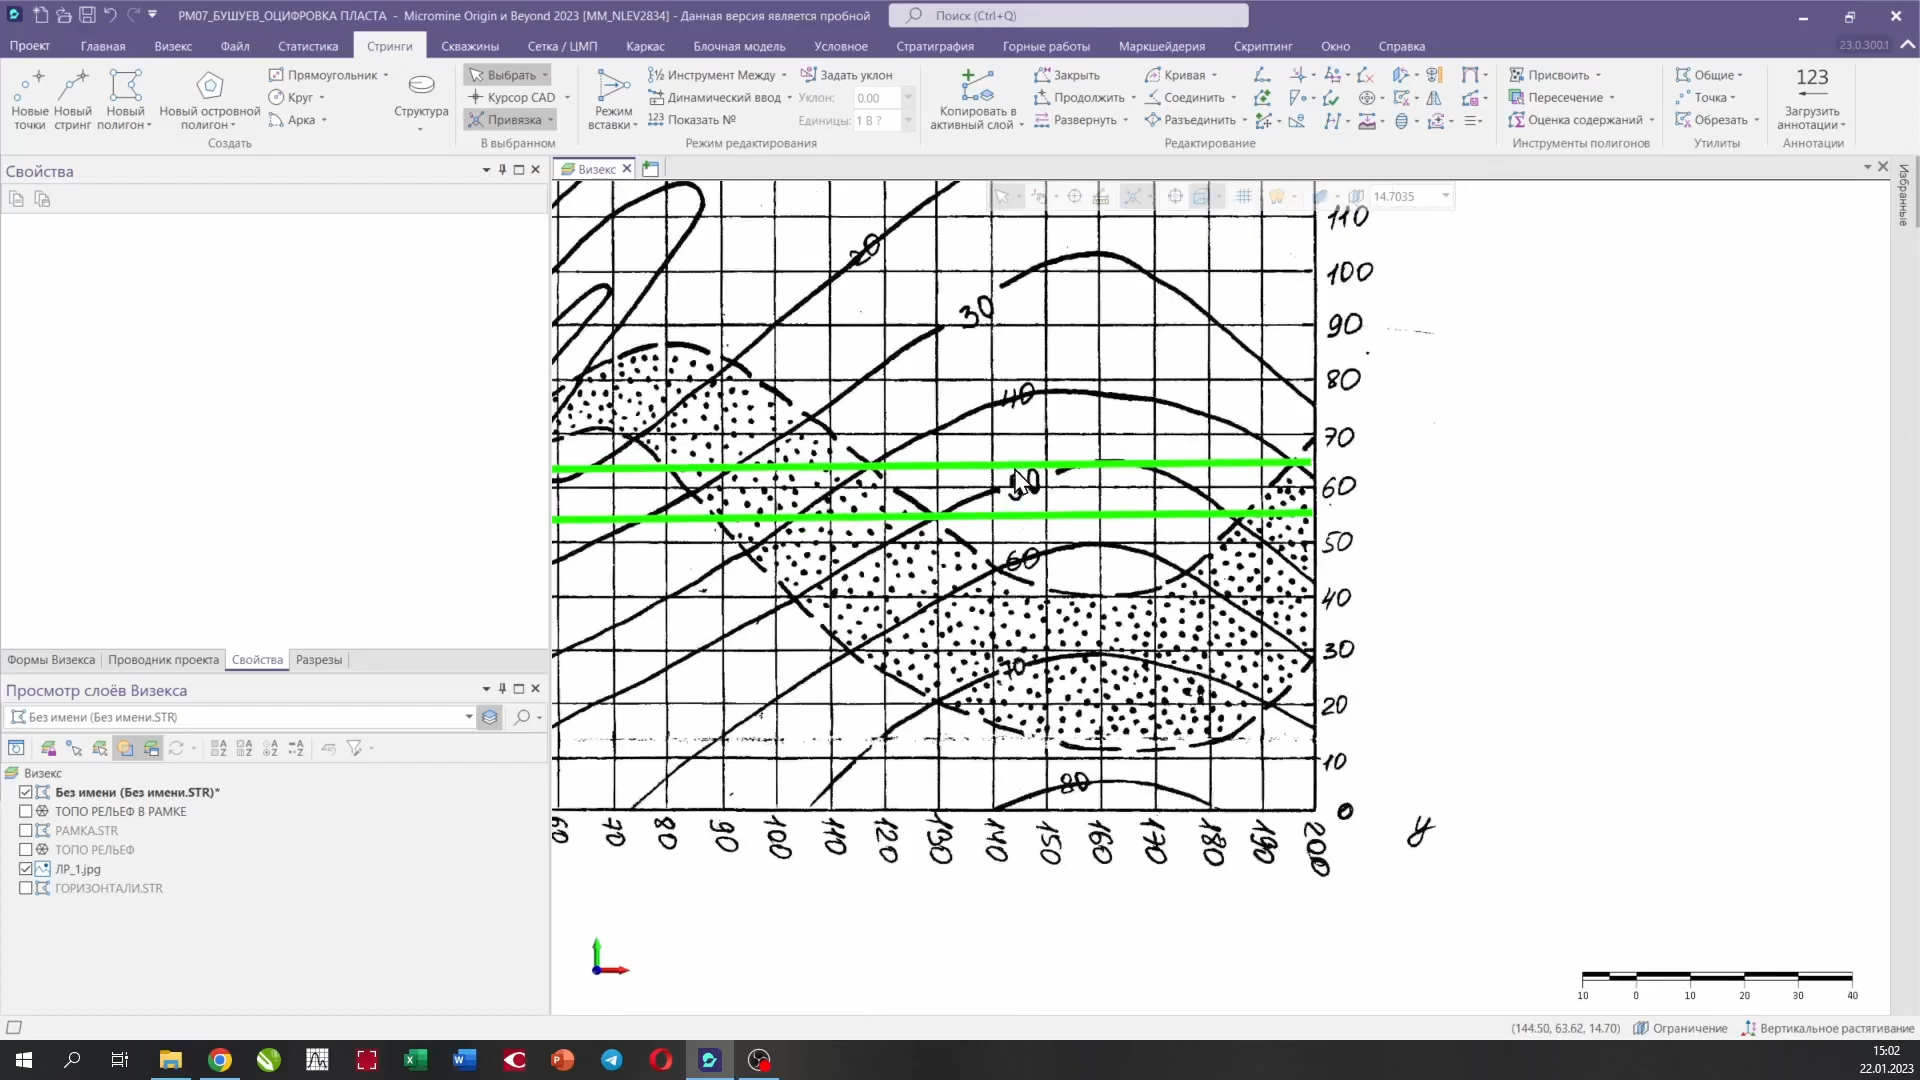 РМ07_БУШУЕВ_ОЦИФРОВКА ПЛАСТА - Micromine Origin и Beyond 2023 [MM_NLEV2834] - Данная версия является пробной
Поиск (Ctrl+Q)
Проект Главная Визекс Файл Статистика Стринги Скважины Сетка / ЦМП Каркас Блочная модель Условное Стратиграфия Горные работы Маркшейдерия Скриптинг Окно Справка 23.0.300.1
Новые точки
Новый стринг
Новый полигон
Новый островной полигон
Прямоугольник
Круг
Арка
Структура
Создать
Выбрать
Курсор CAD
Привязка
В выбранном
Режим вставки
Инструмент Между
Динамический ввод
123 Показать №
Задать уклон
Уклон: 0.00
Единицы: 1 В ?
Режим редактирования
Копировать в активный слой
Закрыть
Продолжить
Развернуть
Кривая
Соединить
Разъединить
Редактирование
Присвоить
Пересечение
Оценка содержаний
Инструменты полигонов
Общие
Точка
Обрезать
Утилиты
123
Загрузить аннотации
Аннотации
Свойства
Визекс
Избранные
14.7035
Формы Визекса Проводник проекта Свойства Разрезы
Просмотр слоёв Визекса
Без имени (Без имени.STR)
Визекс
Без имени (Без имени.STR)*
ТОПО РЕЛЬЕФ В РАМКЕ
РАМКА.STR
ТОПО РЕЛЬЕФ
ЛР_1.jpg
ГОРИЗОНТАЛИ.STR
20
30
40
50
60
70
80
110
100
90
80
70
60
50
40
30
20
10
0
60 70 80 90 100 110 120 130 140 150 160 170 180 190 200
y
10 0 10 20 30 40
(144.50, 63.62, 14.70) Ограничение Вертикальное растягивание
15:02
22.01.2023